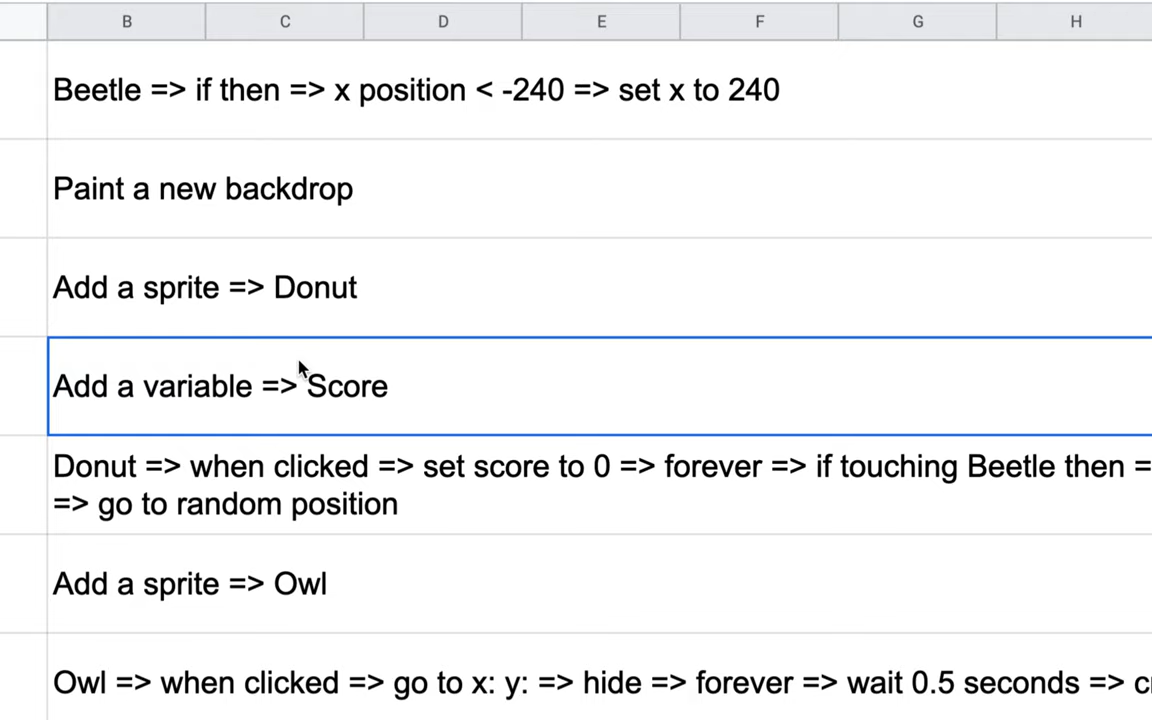 B C D E F G H
Beetle => if then => x position < -240 => set x to 240
Paint a new backdrop
Add a sprite => Donut
Add a variable => Score
Donut => when clicked => set score to 0 => forever => if touching Beetle then =
=> go to random position
Add a sprite => Owl
Owl => when clicked => go to x: y: => hide => forever => wait 0.5 seconds =>